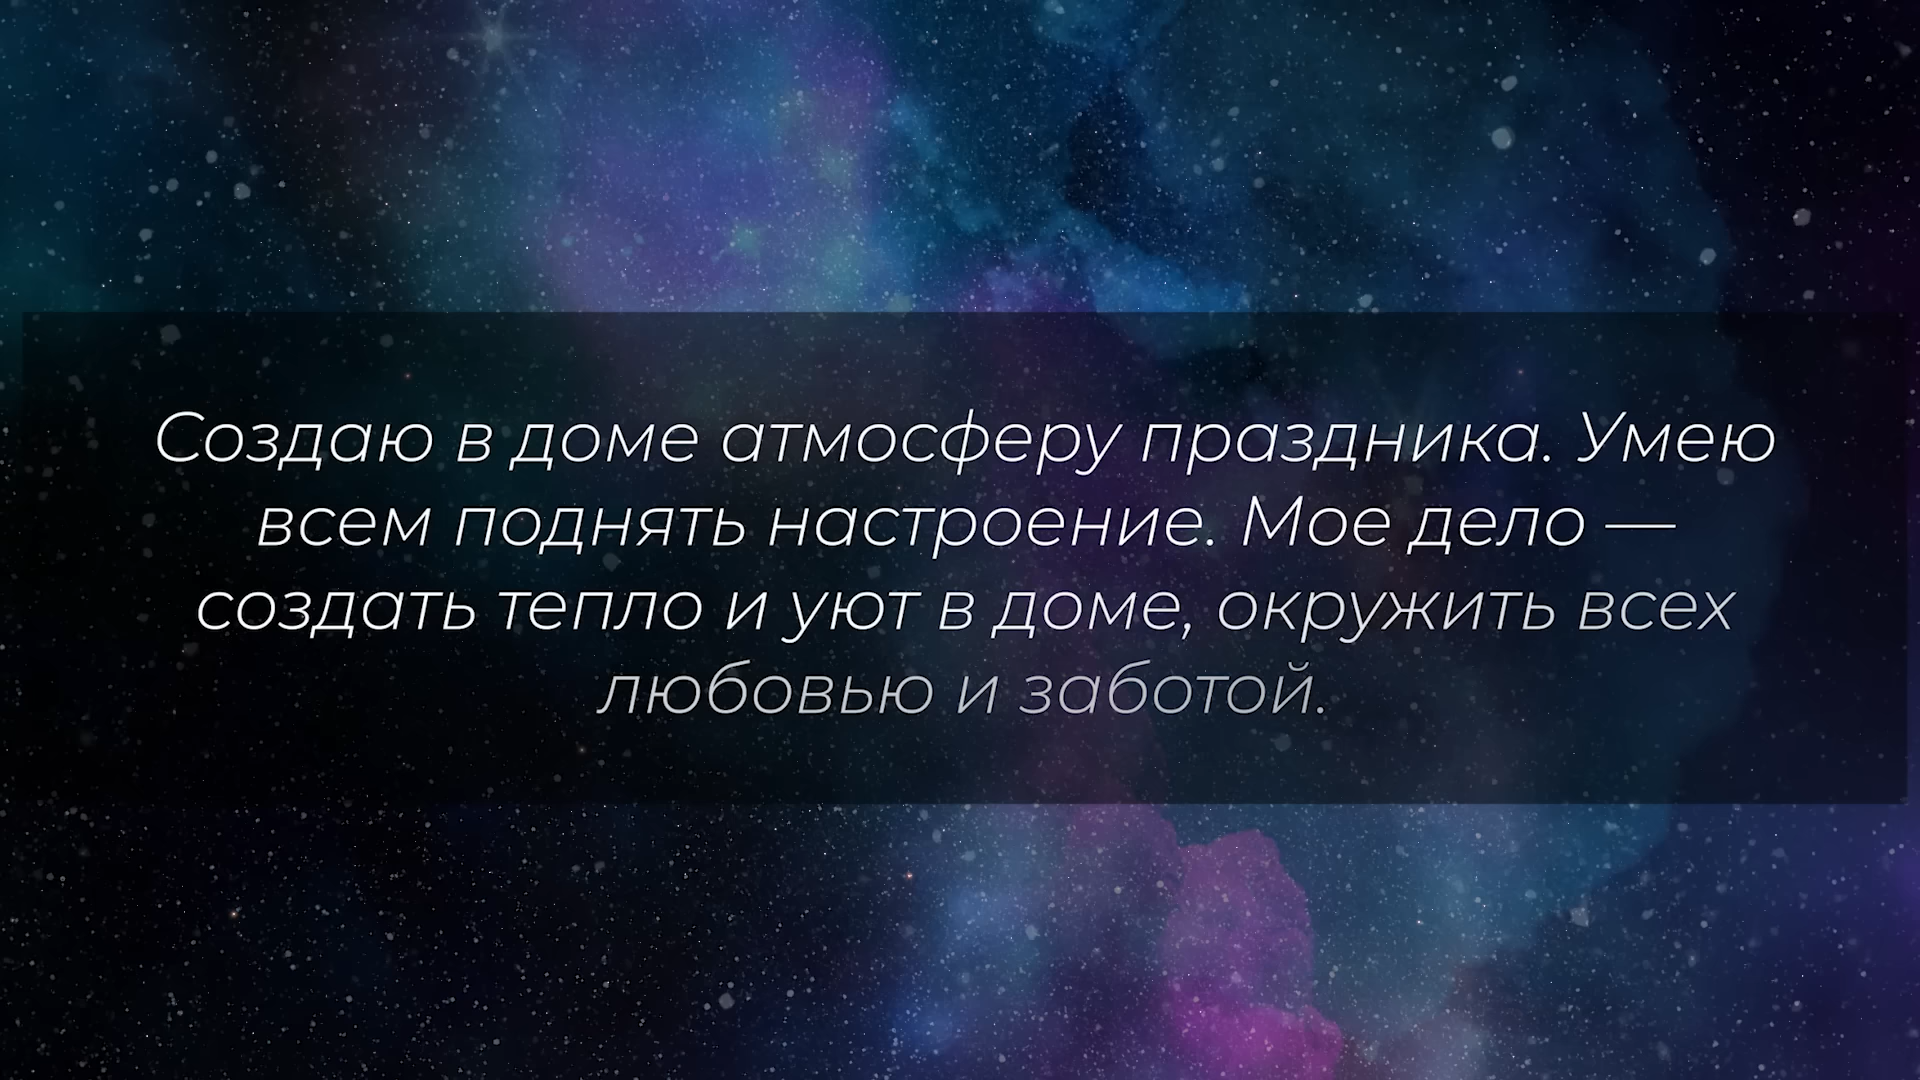 Создаю в доме атмосферу праздника. Умею
всем поднять настроение. Мое дело —
создать тепло и уют в доме, окружить всех
любовью и заботой.